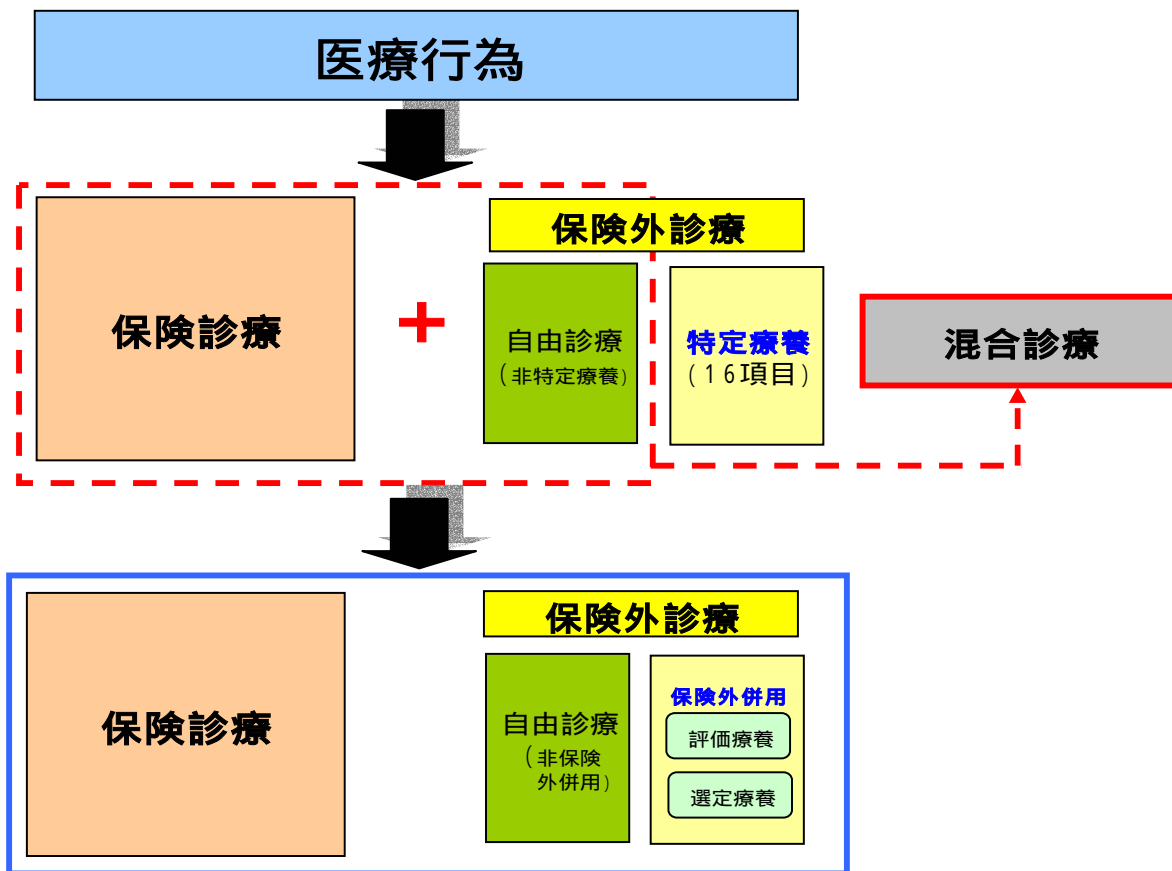 医療行為
保険診療
+
保険外診療
自由診療
(非特定療養)
特定療養
(16項目)
混合診療
保険診療
保険外診療
自由診療
(非保険
外併用)
保険外併用
評価療養
選定療養